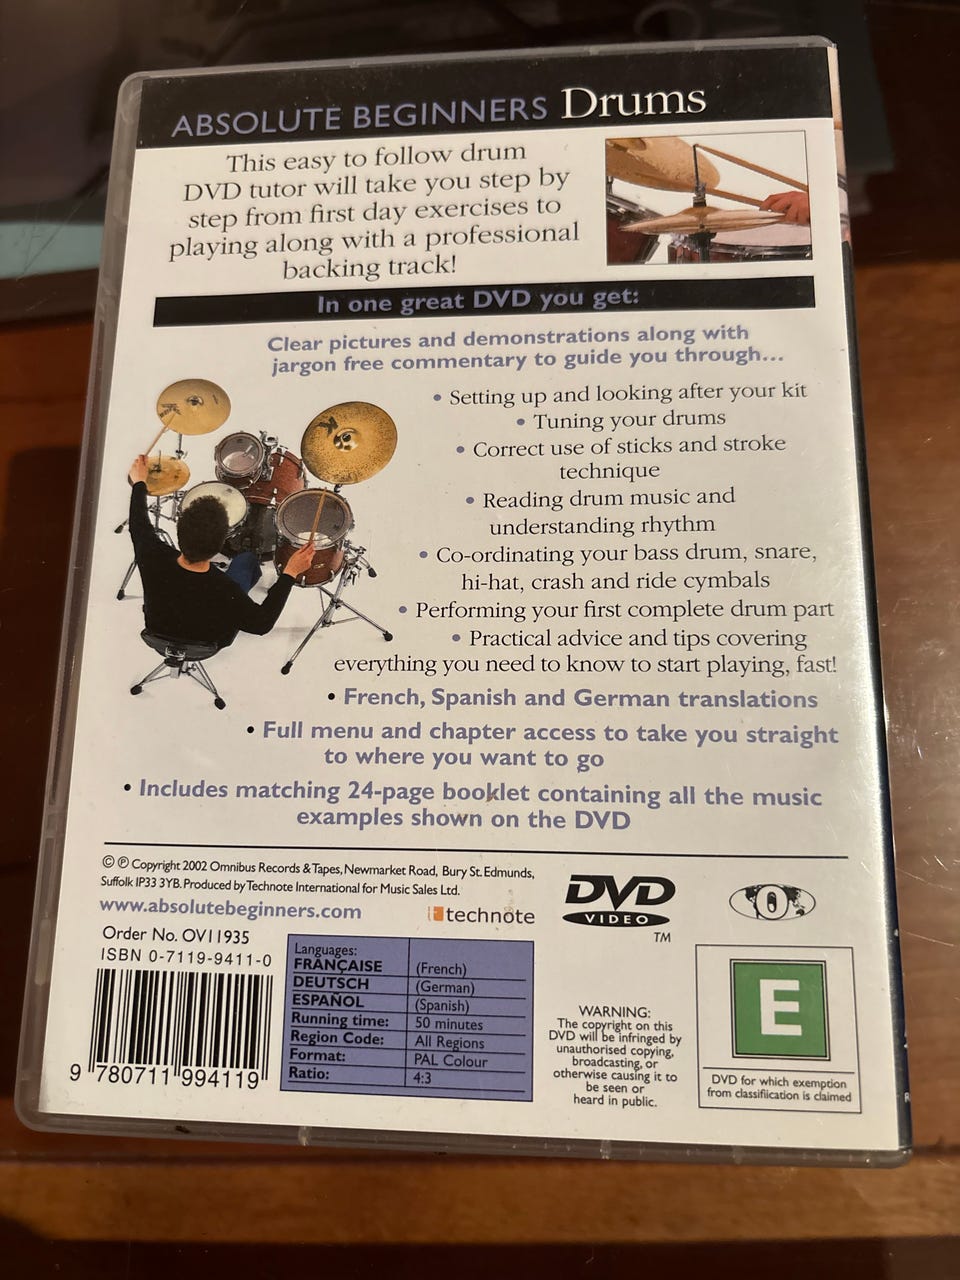 ABSOLUTE BEGINNERS Drums
This easy to follow drum
DVD tutor will take you step by
step from first day exercises to
playing along with a professional
backing track!
In one great DVD you get:
Clear pictures and demonstrations along with
jargon free commentary to guide you through...
• Setting up and looking after your kit
• Tuning your drums
• Correct use of sticks and stroke
technique
• Reading drum music and
understanding rhythm
• Co-ordinating your bass drum, snare,
hi-hat, crash and ride cymbals
• Performing your first complete drum part
• Practical advice and tips covering
everything you need to know to start playing, fast!
• French, Spanish and German translations
• Full menu and chapter access to take you straight
to where you want to go
• Includes matching 24-page booklet containing all the music
examples shown on the DVD
© ℗ Copyright 2002 Omnibus Records & Tapes, Newmarket Road, Bury St. Edmunds,
Suffolk IP33 3YB. Produced by Technote International for Music Sales Ltd.
www.absolutebeginners.com
technote
DVD
VIDEO
TM
0
Order No. OV11935
ISBN 0-7119-9411-0
9 780711 994119
Languages:
FRANÇAISE (French)
DEUTSCH (German)
ESPAÑOL (Spanish)
Running time: 50 minutes
Region Code: All Regions
Format: PAL Colour
Ratio: 4:3
WARNING:
The copyright on this
DVD will be infringed by
unauthorised copying,
broadcasting, or
otherwise causing it to
be seen or
heard in public.
E
DVD for which exemption
from classifiication is claimed